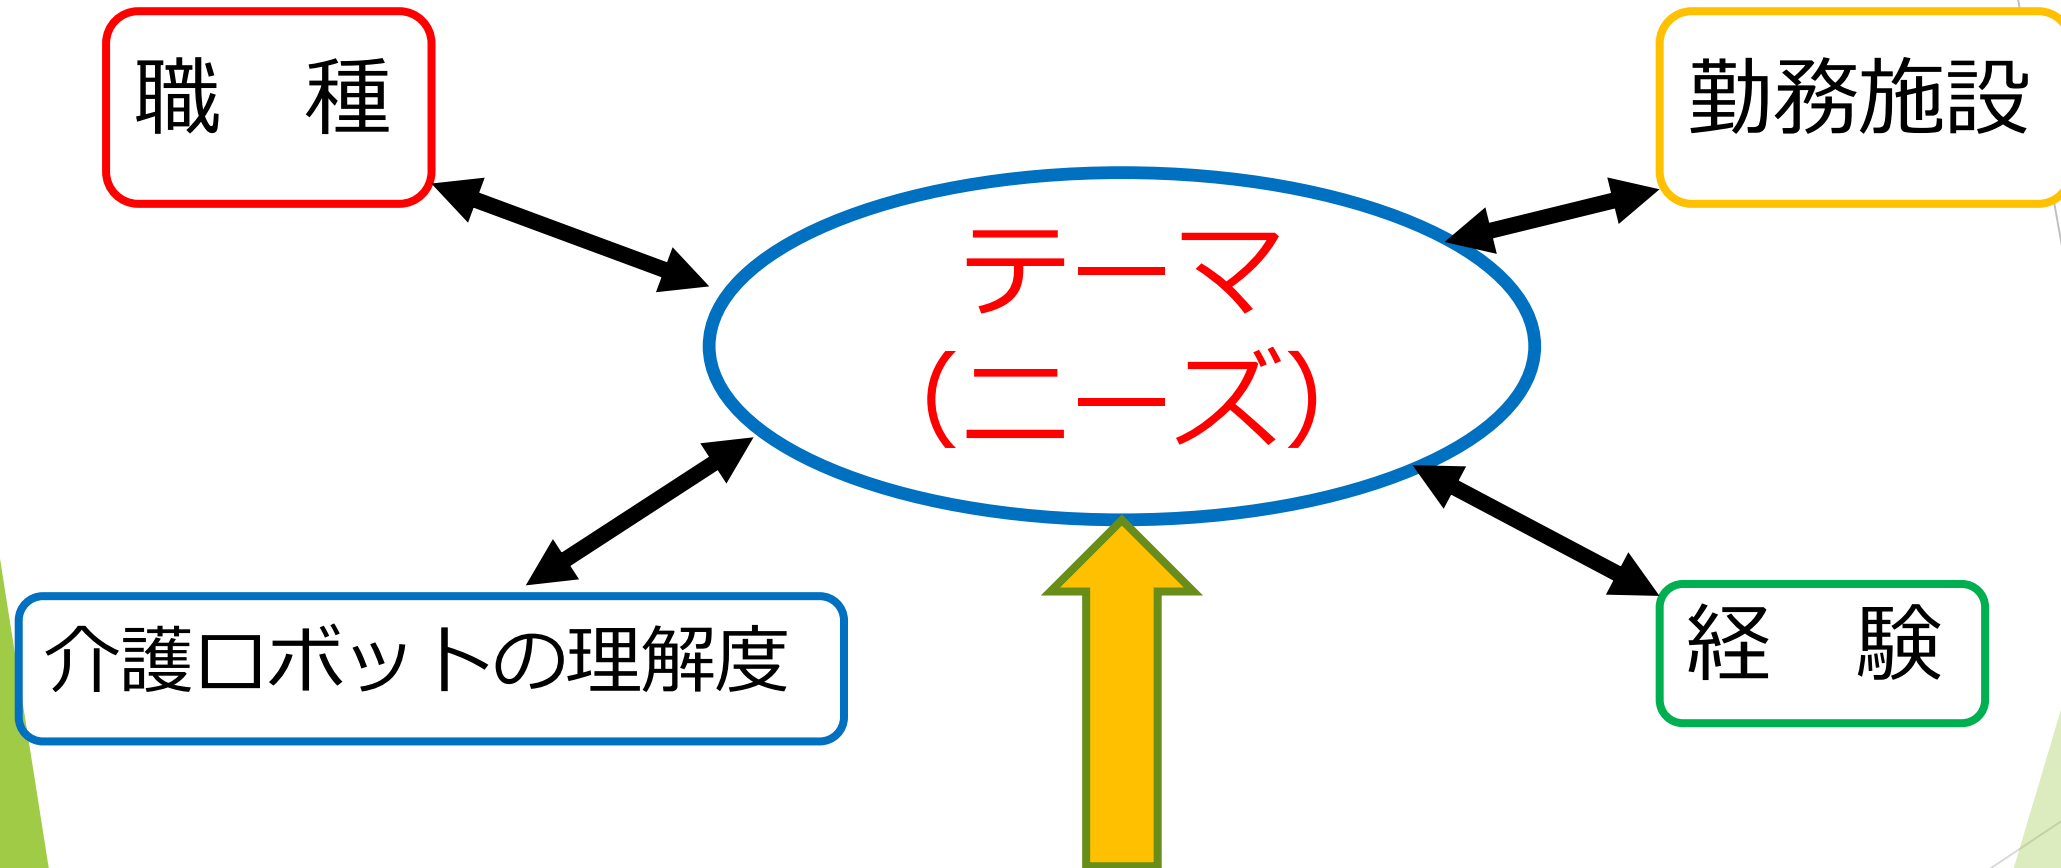 職　種
勤務施設
テーマ
(ニーズ)
介護ロボットの理解度
経　験